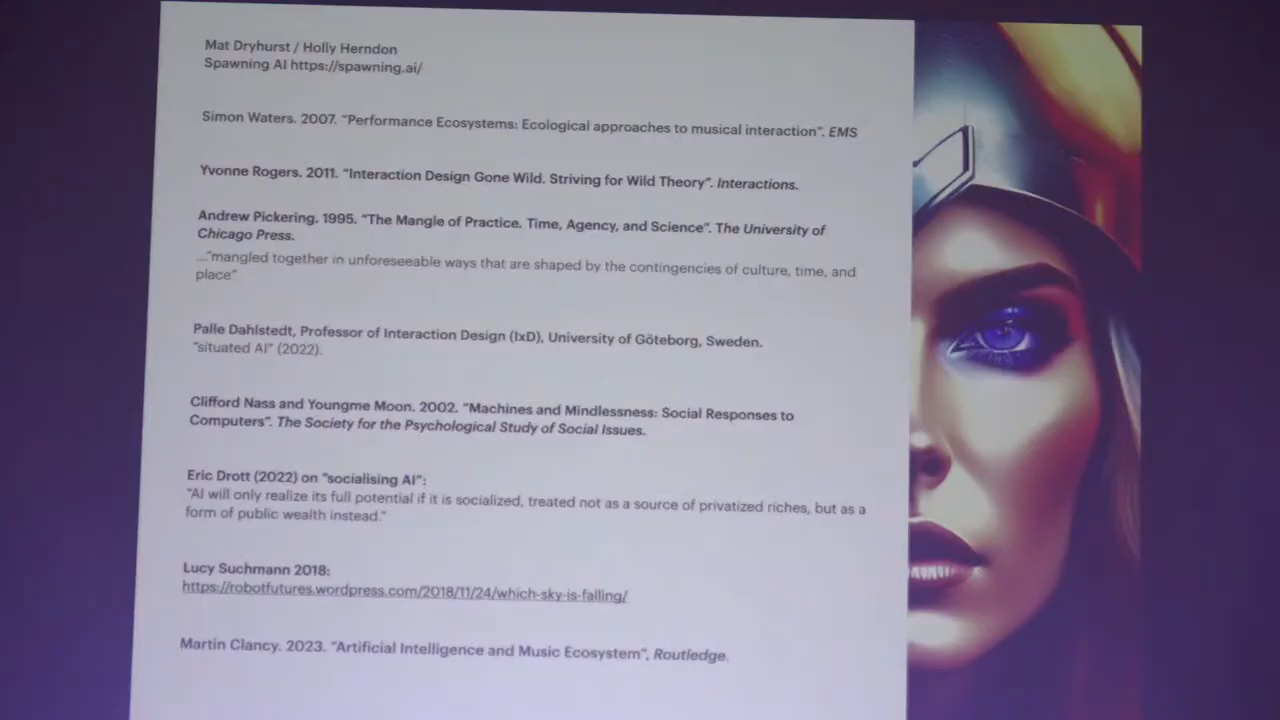 Mat Dryhurst / Holly Herndon
Spawning AI https://spawning.ai/
Simon Waters. 2007. "Performance Ecosystems: Ecological approaches to musical interaction". EMS
Yvonne Rogers. 2011. "Interaction Design Gone Wild. Striving for Wild Theory". Interactions.
Andrew Pickering. 1995. "The Mangle of Practice. Time, Agency, and Science". The University of
Chicago Press.
..."mangled together in unforeseeable ways that are shaped by the contingencies of culture, time, and
place"
Palle Dahlstedt, Professor of Interaction Design (IxD), University of Göteborg, Sweden.
"situated AI" (2022).
Clifford Nass and Youngme Moon. 2002. "Machines and Mindlessness: Social Responses to
Computers". The Society for the Psychological Study of Social Issues.
Eric Drott (2022) on "socialising AI":
"AI will only realize its full potential if it is socialized, treated not as a source of privatized riches, but as a
form of public wealth instead."
Lucy Suchmann 2018:
https://robotfutures.wordpress.com/2018/11/24/which-sky-is-falling/
Martin Clancy. 2023. "Artificial Intelligence and Music Ecosystem", Routledge.